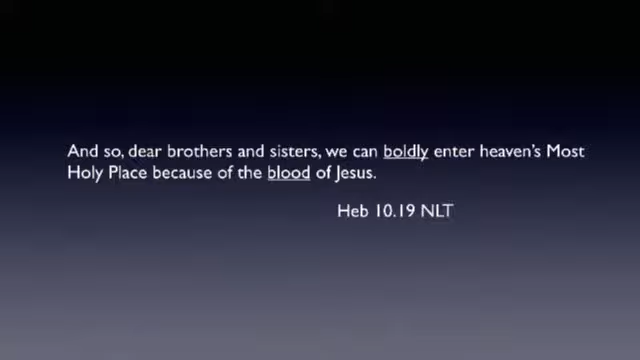 And so, dear brothers and sisters, we can boldly enter heaven's Most
Holy Place because of the blood of Jesus.
Heb 10.19 NLT